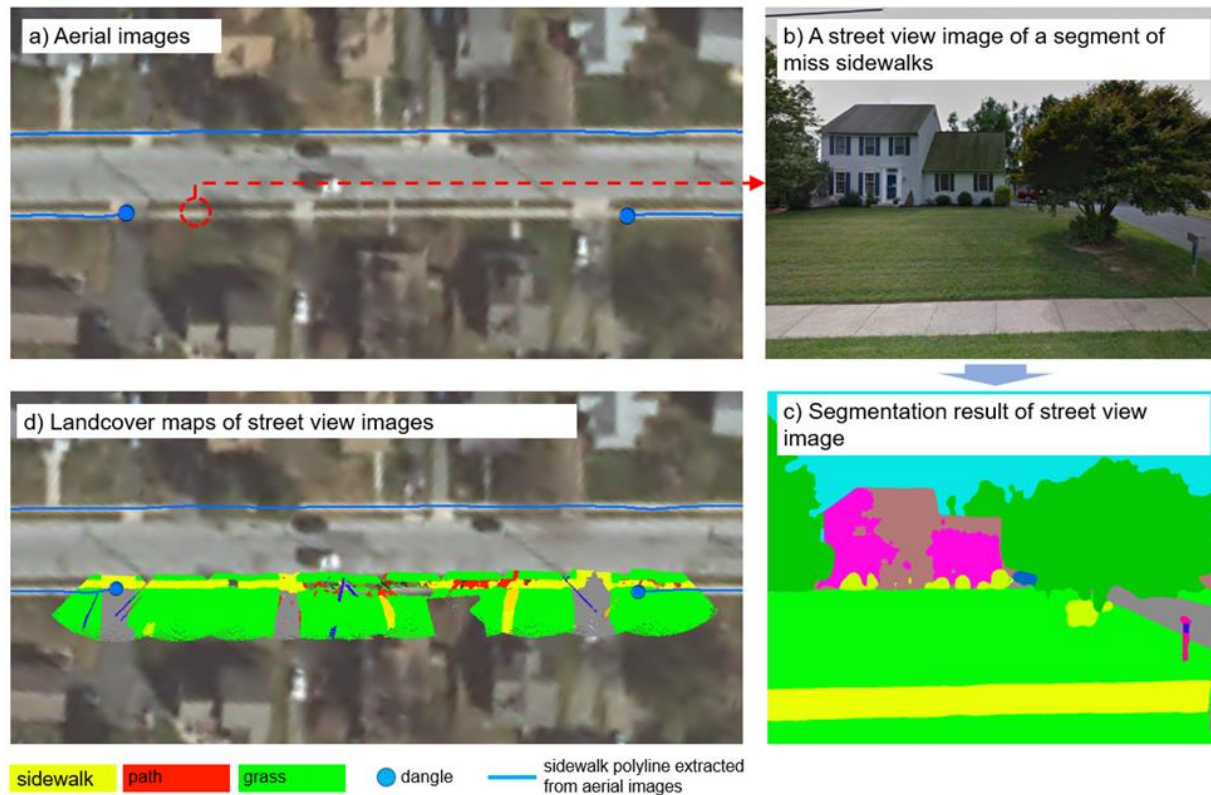 a) Aerial images
b) A street view image of a segment of
miss sidewalks
d) Landcover maps of street view images
c) Segmentation result of street view
image
sidewalk
path
grass
dangle
sidewalk polyline extracted
from aerial images